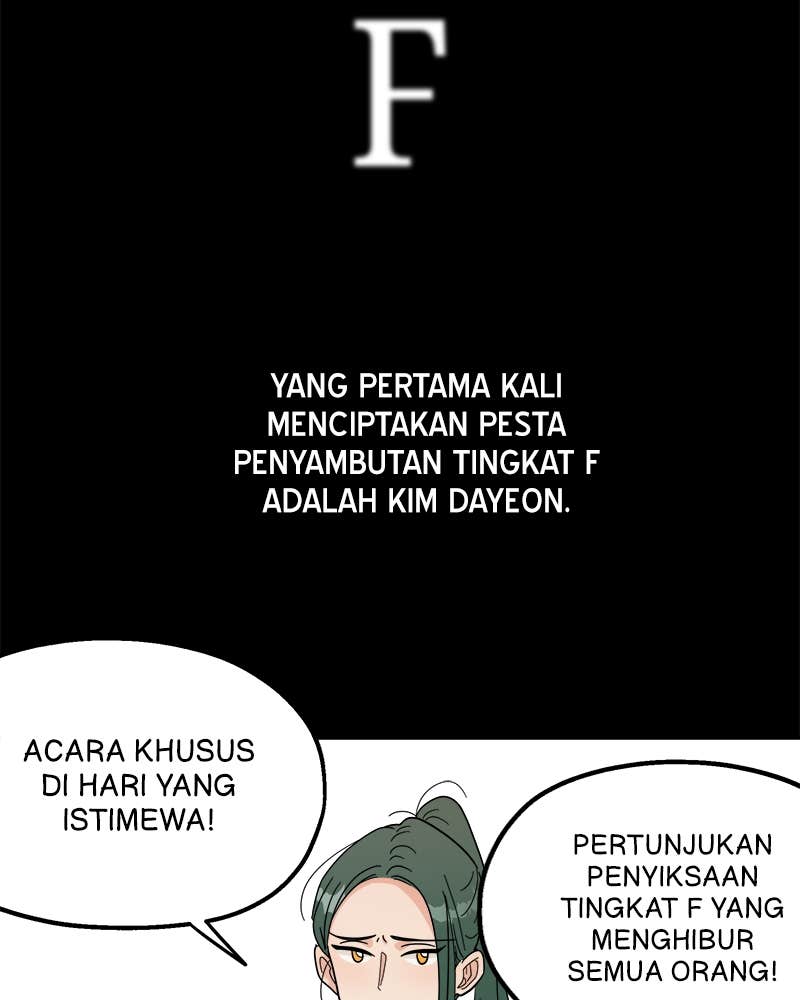 F
YANG PERTAMA KALI
MENCIPTAKAN PESTA
PENYAMBUTAN TINGKAT F
ADALAH KIM DAYEON.
ACARA KHUSUS
DI HARI YANG
ISTIMEWA!
PERTUNJUKAN
PENYIKSAAN
TINGKAT F YANG
MENGHIBUR
SEMUA ORANG!